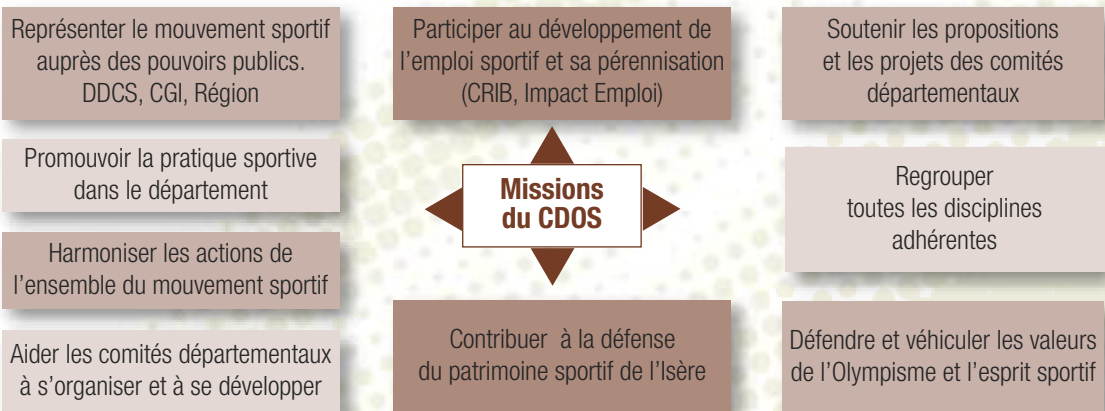 Représenter le mouvement sportif
auprès des pouvoirs publics.
DDCS, CGI, Région
Promouvoir la pratique sportive
dans le département
Harmoniser les actions de
l'ensemble du mouvement sportif
Aider les comités départementaux
à s'organiser et à se développer
Participer au développement de
l'emploi sportif et sa pérennisation
(CRIB, Impact Emploi)
Missions
du CDOS
Contribuer à la défense
du patrimoine sportif de l'Isère
Soutenir les propositions
et les projets des comités
départementaux
Regrouper
toutes les disciplines
adhérentes
Défendre et véhiculer les valeurs
de l'Olympisme et l'esprit sportif